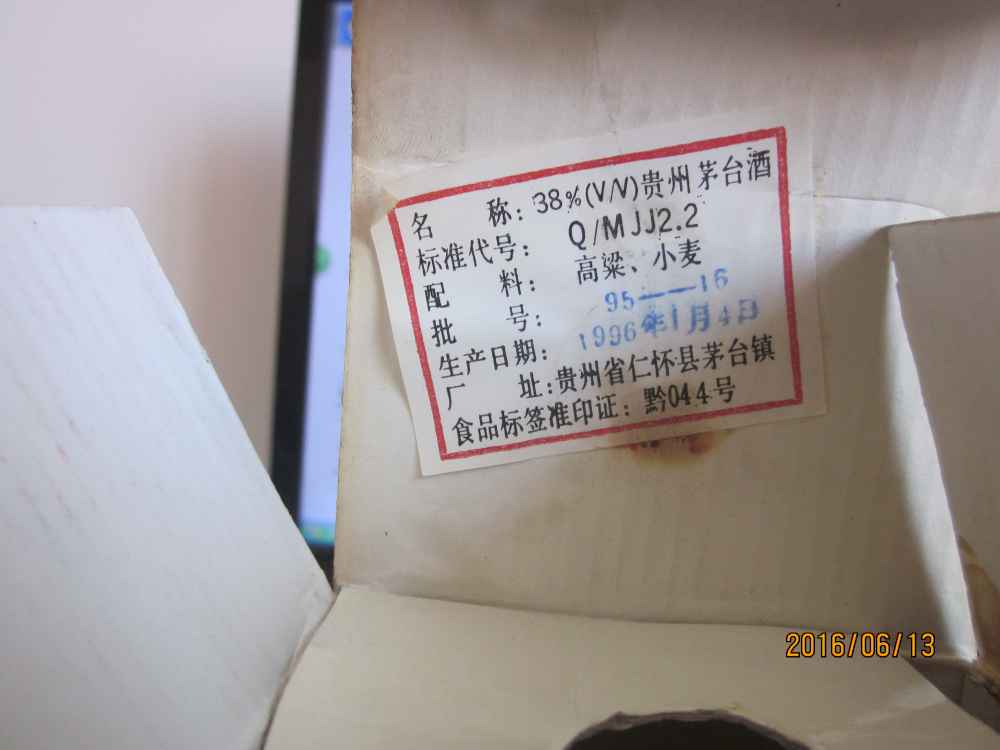 名 称: 38%(V/V)贵州茅台酒
标准代号: Q/MJJ2.2
配 料: 高粱、小麦
批 号: 95——16
生产日期: 1996年1月4日
厂 址:贵州省仁怀县茅台镇
食品标签准印证: 黔044号
2016/06/13